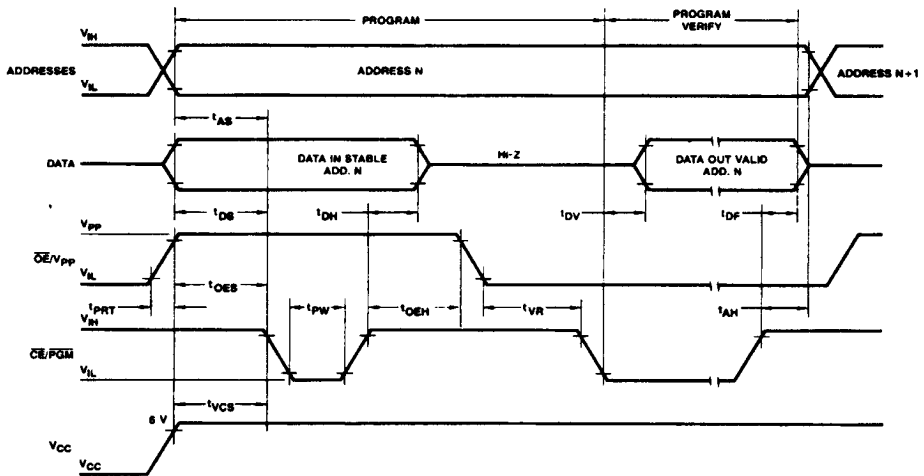 PROGRAM
PROGRAM
VERIFY
VIH
ADDRESSES
ADDRESS N
ADDRESS N+1
VIL
tAS
DATA
DATA IN STABLE
ADD. N
Hi-Z
DATA OUT VALID
ADD. N
tDS
tDH
tDV
tDF
VPP
OE/VPP
VIL
tOES
tPRT
tPW
tOEH
tVR
tAH
VIH
CE/PGM
VIL
tVCS
6 V
VCC
VCC